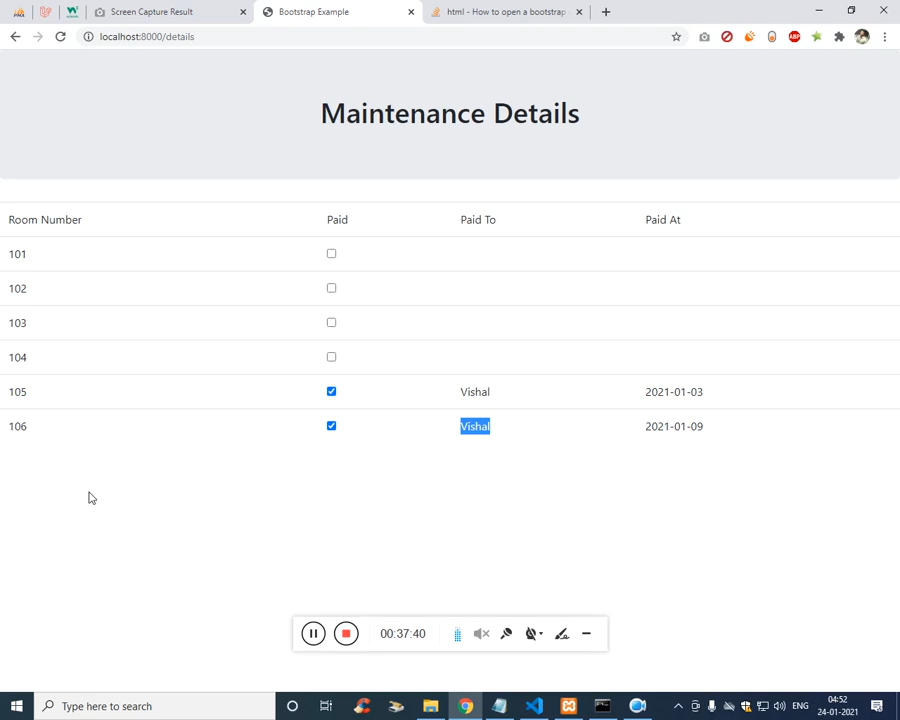 Screen Capture Result
Bootstrap Example
html - How to open a bootstrap
localhost:8000/details
ABP
Maintenance Details
Room Number Paid Paid To Paid At
101
102
103
104
105 Vishal 2021-01-03
106 Vishal 2021-01-09
00:37:40
Type here to search
ENG
04:52
24-01-2021